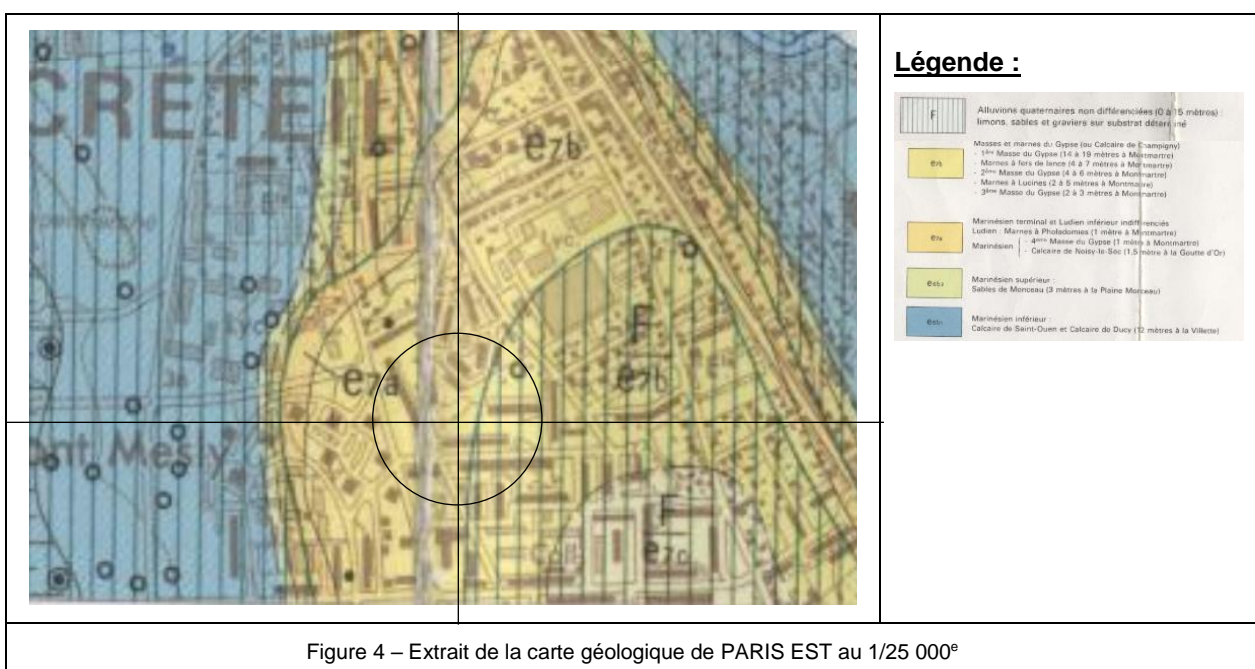 CRETEIL
e7b
F
e7a
e7b
ont Mesly
F
Légende :
F
Alluvions quaternaires non différenciées (0 à 15 mètres) :
limons, sables et graviers sur substrat déterminé
Masses et marnes du Gypse (ou Calcaire de Champigny)
- 1ère Masse du Gypse (14 à 19 mètres à Montmartre)
- Marnes à fers de lance (4 à 7 mètres à Montmartre)
- 2ème Masse du Gypse (4 à 6 mètres à Montmartre)
- Marnes à Lucines (2 à 5 mètres à Montmartre)
- 3ème Masse du Gypse (2 à 3 mètres à Montmartre)
Marinésien terminal et Ludien inférieur indifférenciés
Ludien : Marnes à Pholadomies (1 mètre à Montmartre)
Marinésien
- 4ème Masse du Gypse (1 mètre à Montmartre)
- Calcaire de Noisy-le-Sec (1,5 mètre à la Goutte d'Or)
Marinésien supérieur :
Sables de Monceau (3 mètres à la Plaine Monceau)
Marinésien inférieur :
Calcaire de Saint-Ouen et Calcaire de Ducy (12 mètres à la Villette)
Figure 4 – Extrait de la carte géologique de PARIS EST au 1/25 000e